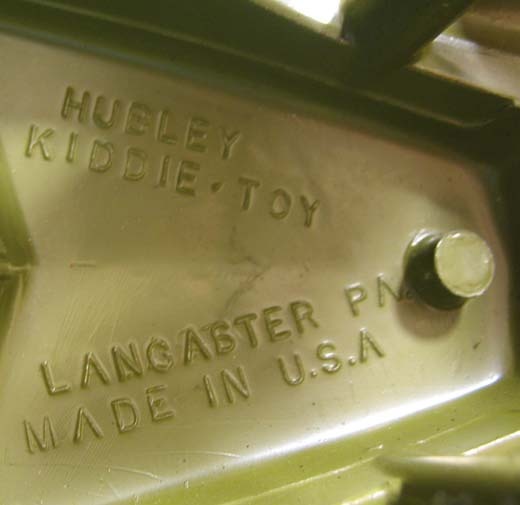 HUBLEY
KIDDIE·TOY
LANCASTER PA.
MADE IN U.S.A